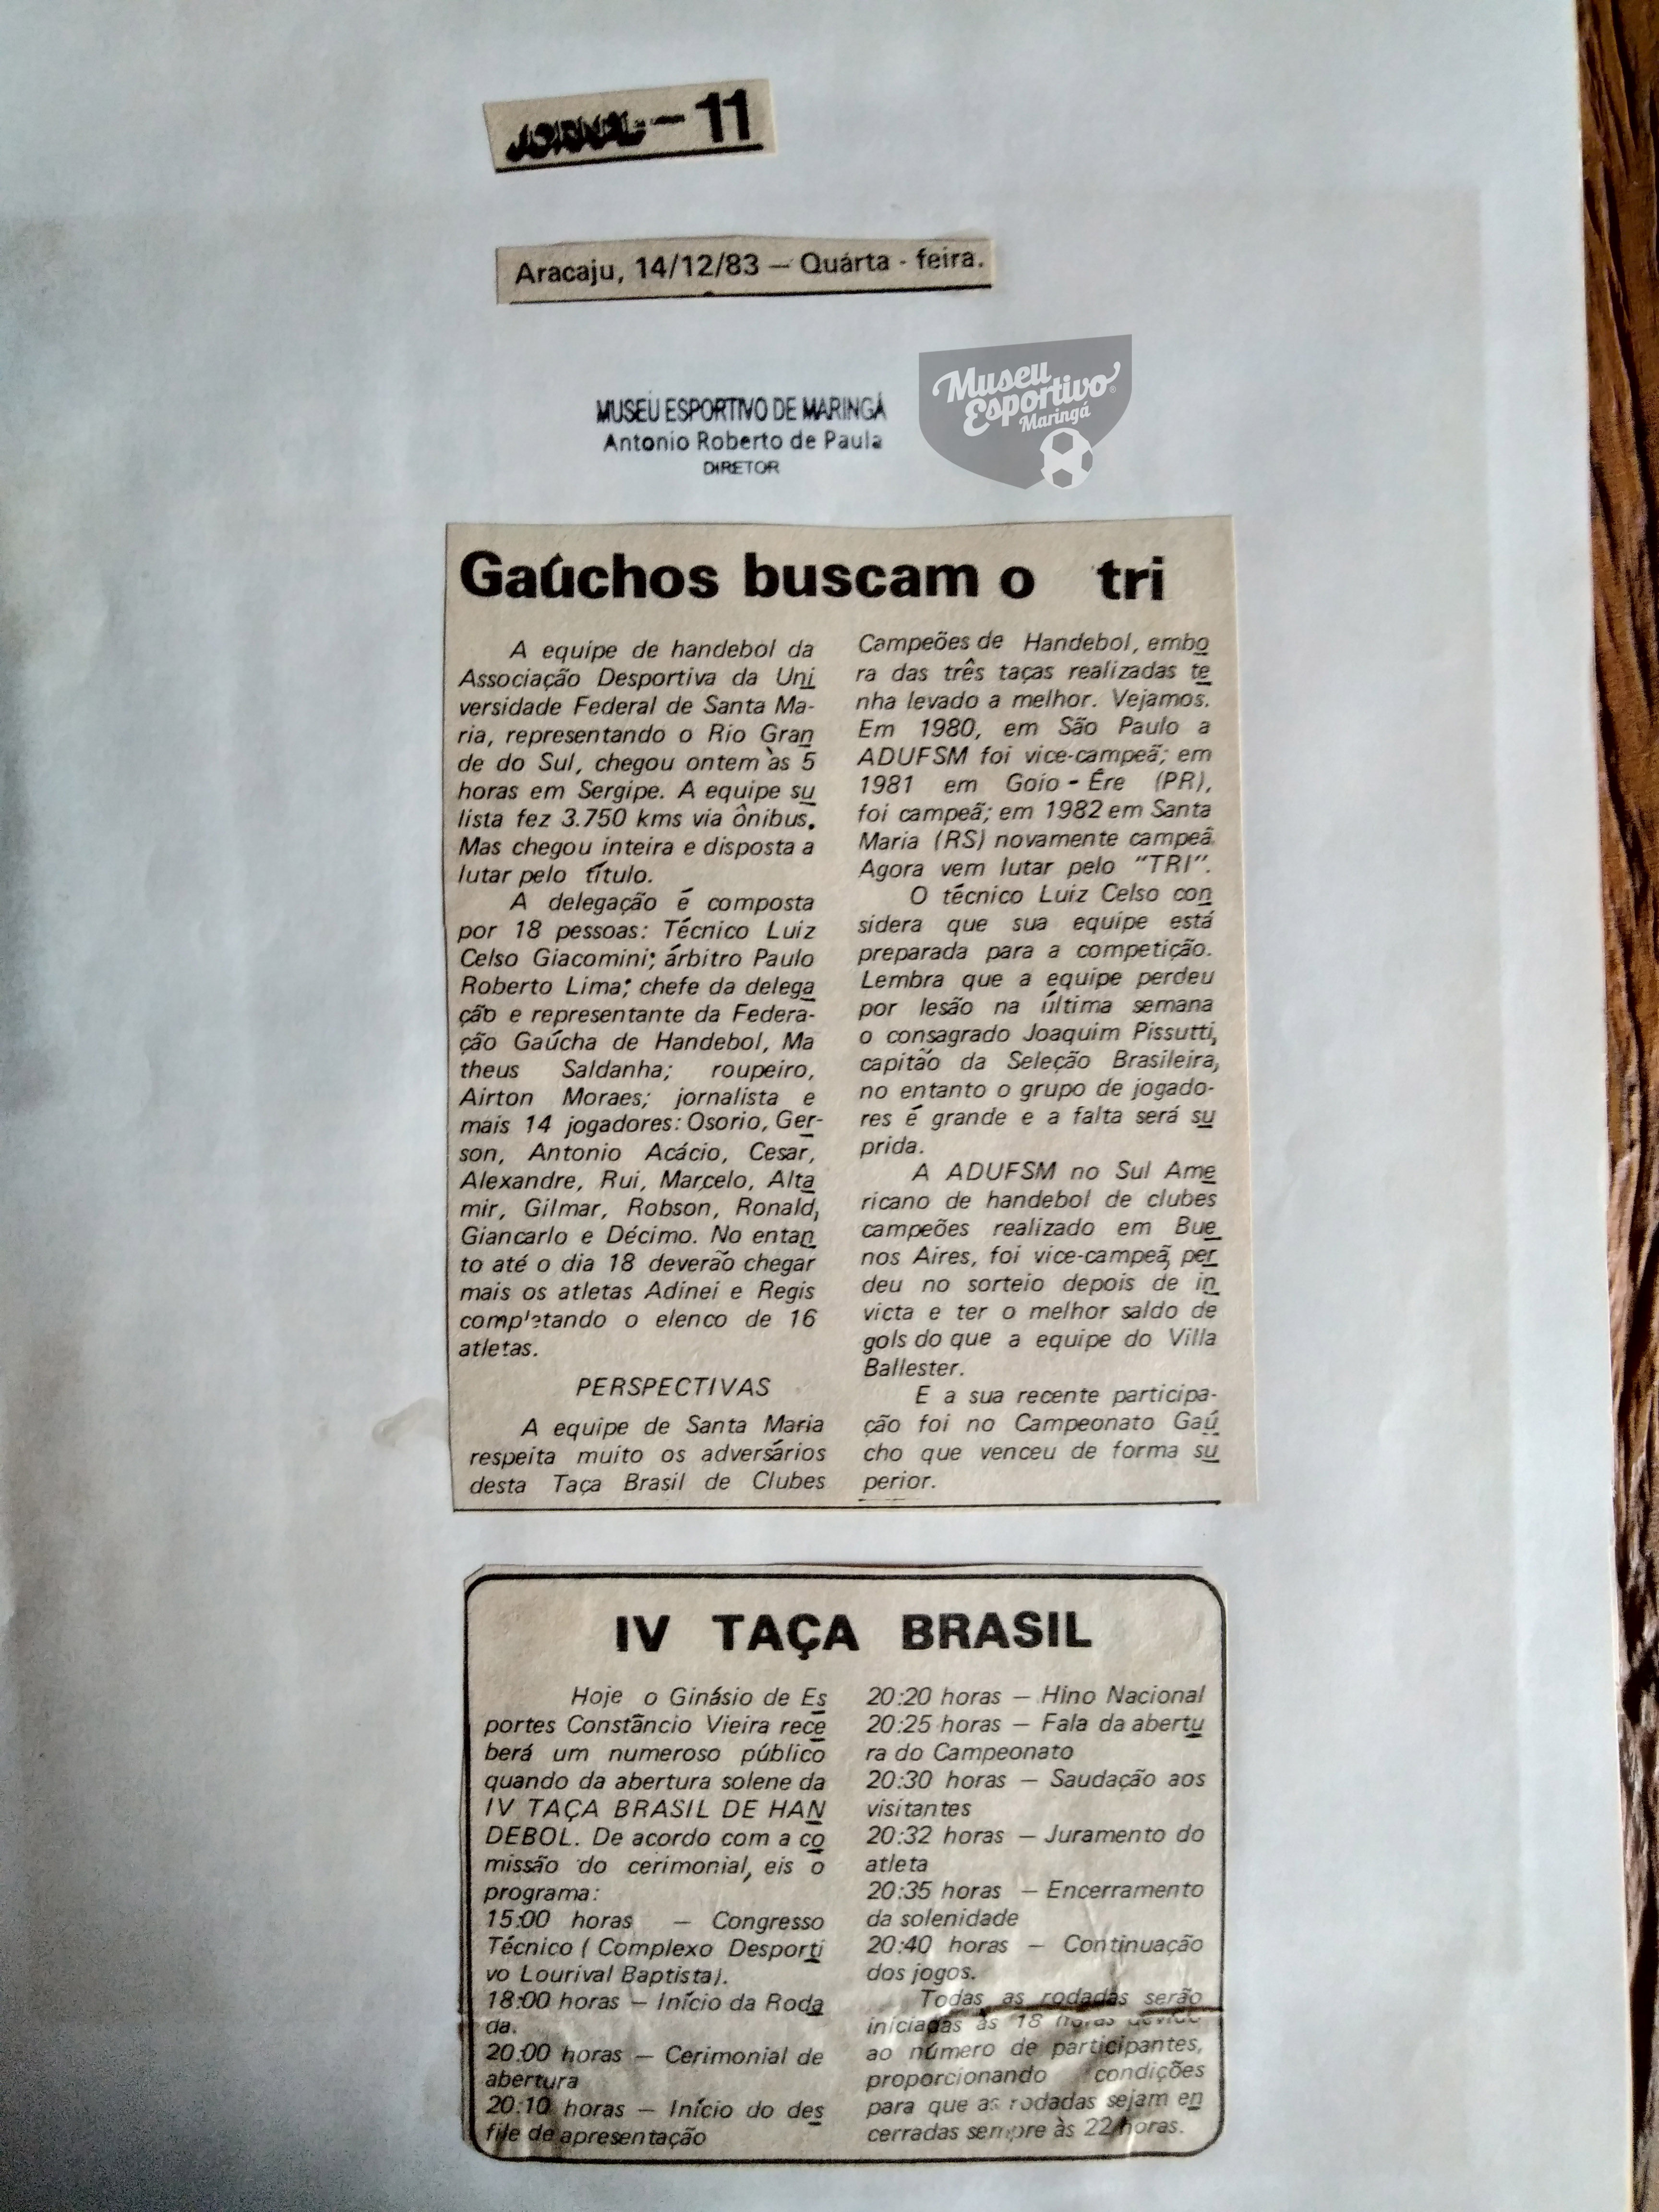 JORNAL — 11
Aracaju, 14/12/83 — Quárta - feira.
MUSEU ESPORTIVO DE MARINGÁ
Antonio Roberto de Paula
DIRETOR
Museu
Esportivo®
Maringá
Gaúchos buscam o tri
A equipe de handebol da
Associação Desportiva da Uni
versidade Federal de Santa Ma-
ria, representando o Rio Gran
de do Sul, chegou ontem às 5
horas em Sergipe. A equipe su
lista fez 3.750 kms via ônibus.
Mas chegou inteira e disposta a
lutar pelo título.
A delegação é composta
por 18 pessoas: Técnico Luiz
Celso Giacomini; árbitro Paulo
Roberto Lima; chefe da delega
ção e representante da Federa-
ção Gaúcha de Handebol, Ma
theus Saldanha; roupeiro,
Airton Moraes; jornalista e
mais 14 jogadores: Osorio, Ger-
son, Antonio Acácio, Cesar,
Alexandre, Rui, Marcelo, Alta
mir, Gilmar, Robson, Ronald,
Giancarlo e Décimo. No entan
to até o dia 18 deverão chegar
mais os atletas Adinei e Regis
completando o elenco de 16
atletas.
PERSPECTIVAS
A equipe de Santa Maria
respeita muito os adversários
desta Taça Brasil de Clubes
Campeões de Handebol, embo
ra das três taças realizadas te
nha levado a melhor. Vejamos.
Em 1980, em São Paulo a
ADUFSM foi vice-campeã; em
1981 em Goio - Êre (PR),
foi campeã; em 1982 em Santa
Maria (RS) novamente campeã.
Agora vem lutar pelo "TRI".
O técnico Luiz Celso con
sidera que sua equipe está
preparada para a competição.
Lembra que a equipe perdeu
por lesão na última semana
o consagrado Joaquim Pissutti,
capitão da Seleção Brasileira,
no entanto o grupo de jogado-
res é grande e a falta será su
prida.
A ADUFSM no Sul Ame
ricano de handebol de clubes
campeões realizado em Bue
nos Aires, foi vice-campeã, per
deu no sorteio depois de in
victa e ter o melhor saldo de
gols do que a equipe do Villa
Ballester.
E a sua recente participa-
ção foi no Campeonato Gaú
cho que venceu de forma su
perior.
IV TAÇA BRASIL
Hoje o Ginásio de Es
portes Constâncio Vieira rece
berá um numeroso público
quando da abertura solene da
IV TAÇA BRASIL DE HAN
DEBOL. De acordo com a co
missão do cerimonial, eis o
programa:
15:00 horas — Congresso
Técnico ( Complexo Desporti
vo Lourival Baptista).
18:00 horas — Início da Roda
da.
20:00 horas — Cerimonial de
abertura
20:10 horas — Início do des
file de apresentação
20:20 horas — Hino Nacional
20:25 horas — Fala da abertu
ra do Campeonato
20:30 horas — Saudação aos
visitantes
20:32 horas — Juramento do
atleta
20:35 horas — Encerramento
da solenidade
20:40 horas — Continuação
dos jogos.
Todas as rodadas serão
iniciadas às 18 horas devido
ao número de participantes,
proporcionando condições
para que as rodadas sejam en
cerradas sempre às 22 horas.